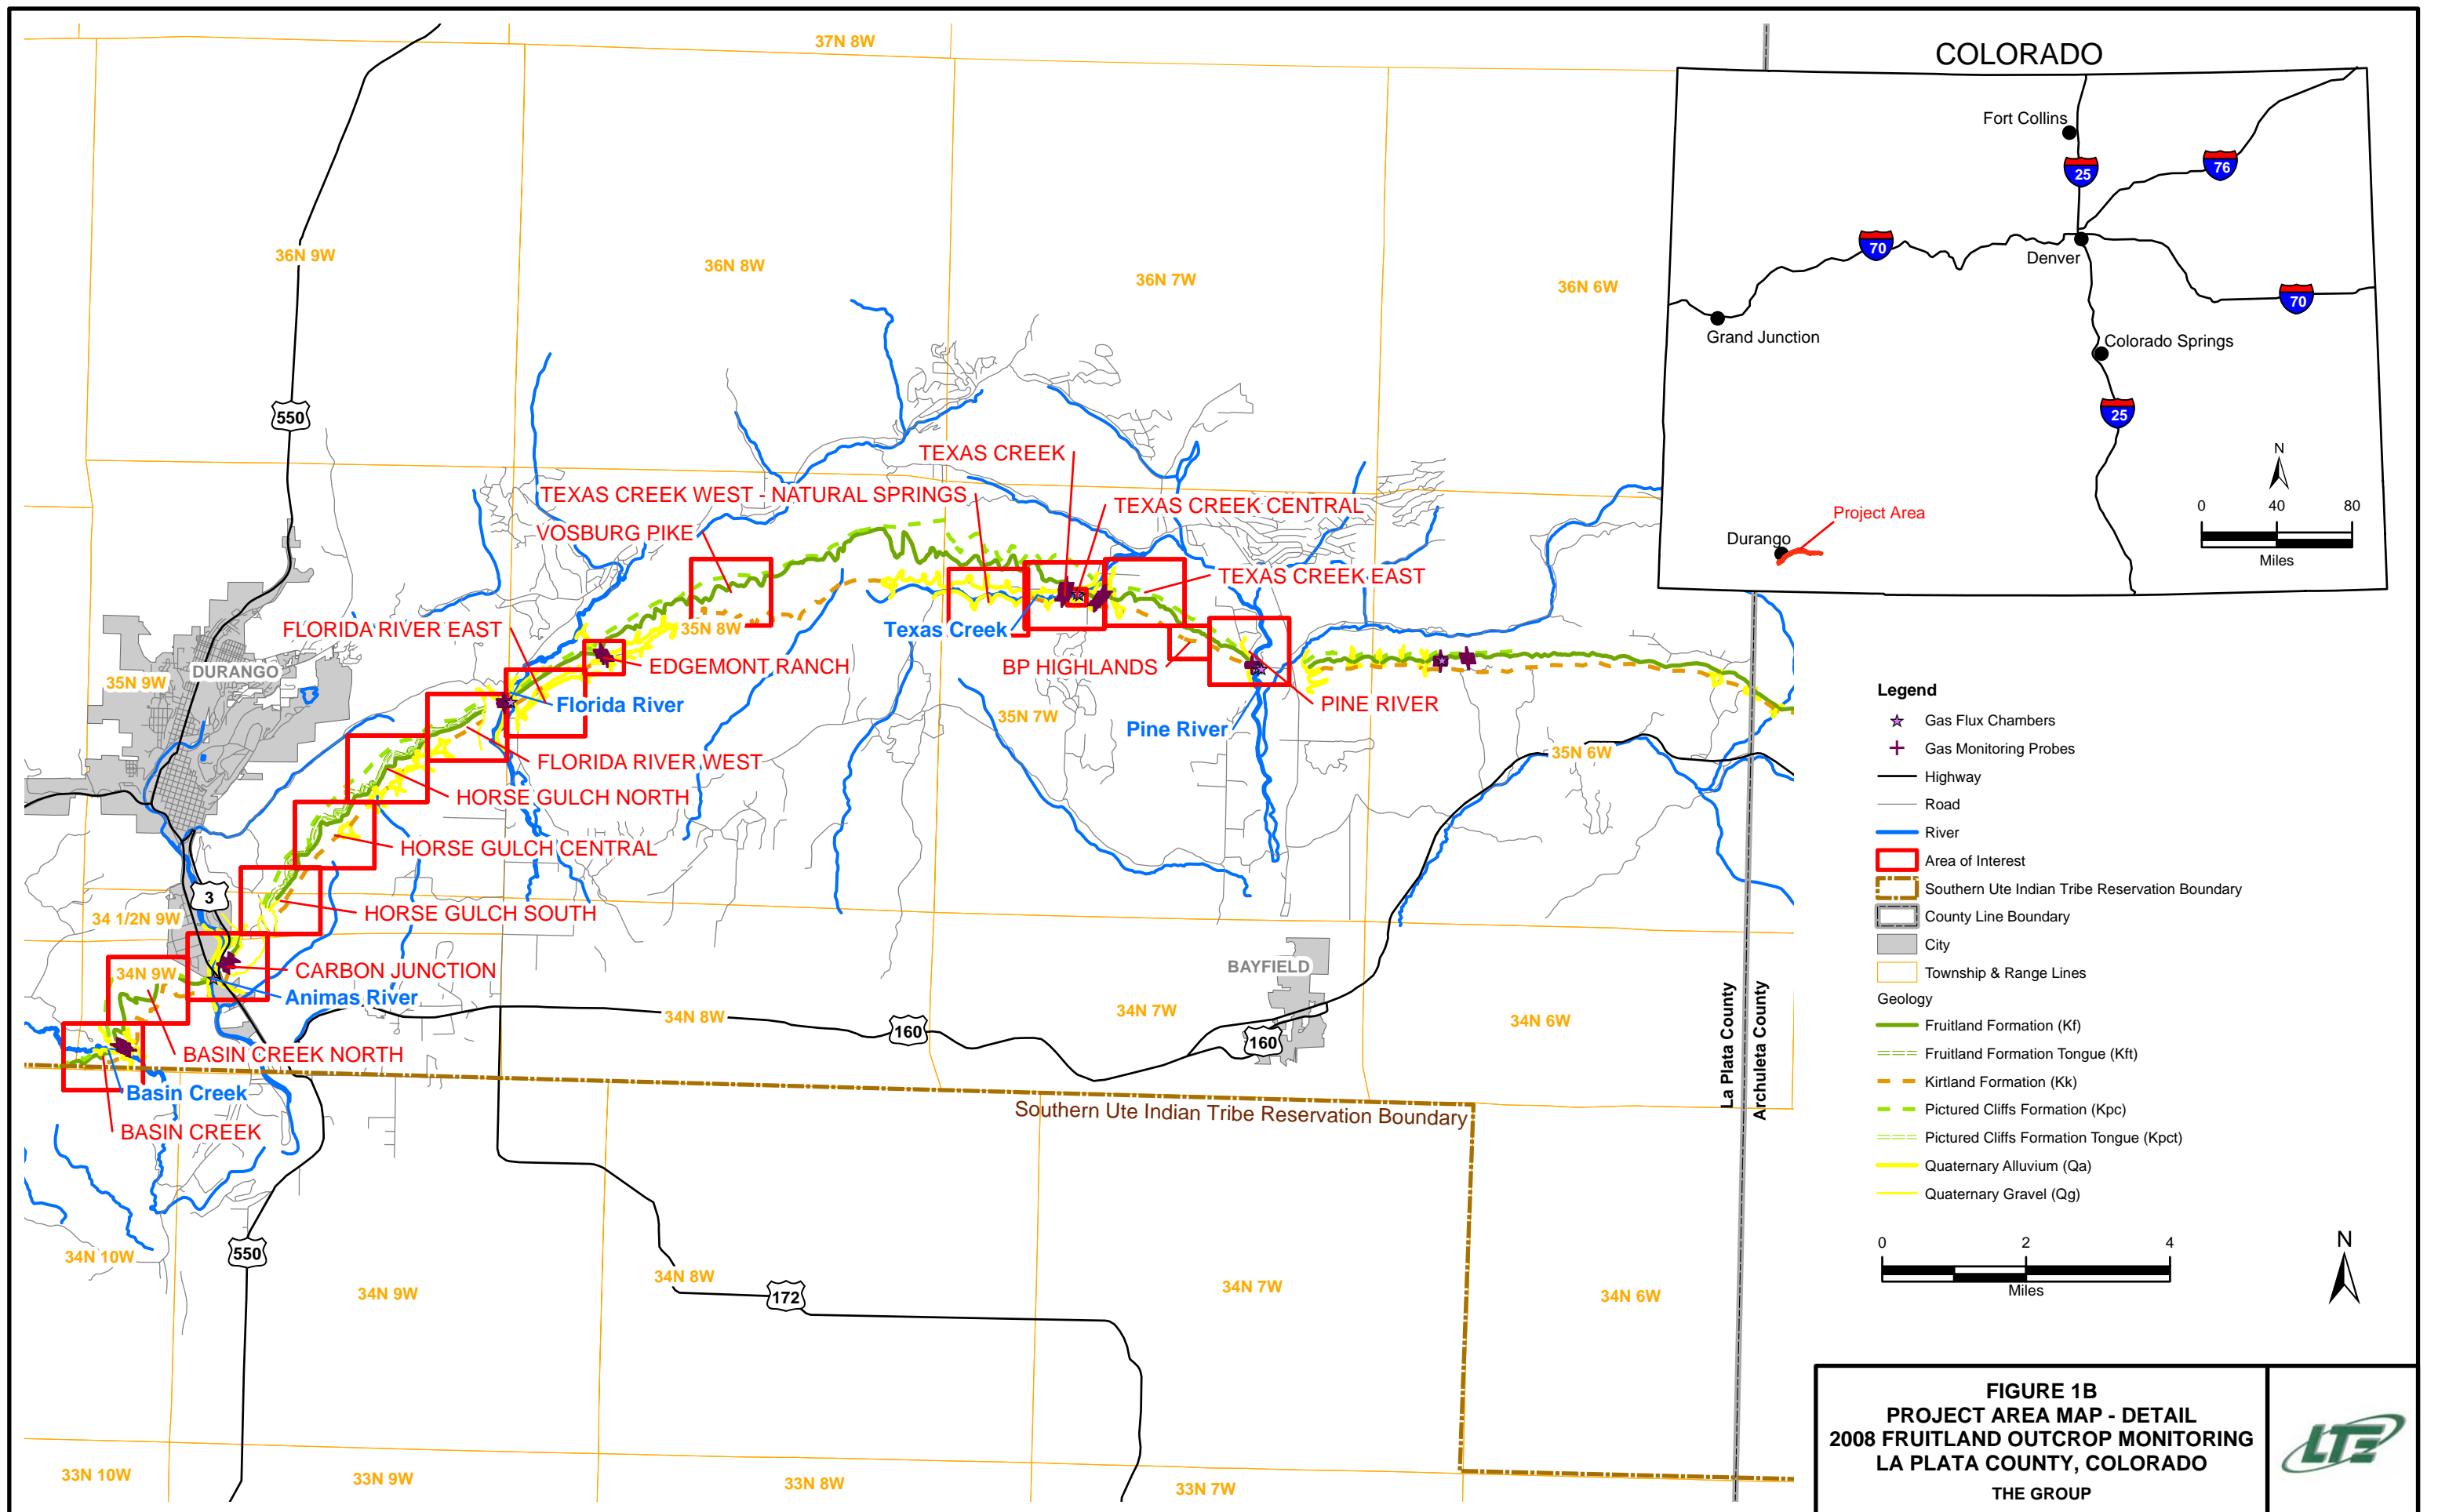 37N 8W
36N 9W
36N 8W
36N 7W
36N 6W
550
TEXAS CREEK
TEXAS CREEK WEST - NATURAL SPRINGS
TEXAS CREEK CENTRAL
VOSBURG PIKE
TEXAS CREEK EAST
FLORIDA RIVER EAST
35N 8W
Texas Creek
EDGEMONT RANCH
BP HIGHLANDS
DURANGO
35N 9W
Florida River
PINE RIVER
35N 7W
Pine River
35N 6W
FLORIDA RIVER WEST
HORSE GULCH NORTH
HORSE GULCH CENTRAL
3
HORSE GULCH SOUTH
34 1/2N 9W
CARBON JUNCTION
34N 9W
Animas River
BAYFIELD
34N 8W
34N 7W
34N 6W
160
160
BASIN CREEK NORTH
Basin Creek
BASIN CREEK
La Plata County
Archuleta County
Southern Ute Indian Tribe Reservation Boundary
34N 10W
550
34N 9W
34N 8W
172
34N 7W
34N 6W
33N 10W
33N 9W
33N 8W
33N 7W
COLORADO
Fort Collins
25
76
70
Denver
70
Grand Junction
Colorado Springs
25
N
0 40 80
Miles
Project Area
Durango
Legend
Gas Flux Chambers
Gas Monitoring Probes
Highway
Road
River
Area of Interest
Southern Ute Indian Tribe Reservation Boundary
County Line Boundary
City
Township & Range Lines
Geology
Fruitland Formation (Kf)
Fruitland Formation Tongue (Kft)
Kirtland Formation (Kk)
Pictured Cliffs Formation (Kpc)
Pictured Cliffs Formation Tongue (Kpct)
Quaternary Alluvium (Qa)
Quaternary Gravel (Qg)
0 2 4
Miles
N
FIGURE 1B
PROJECT AREA MAP - DETAIL
2008 FRUITLAND OUTCROP MONITORING
LA PLATA COUNTY, COLORADO
THE GROUP
LTE